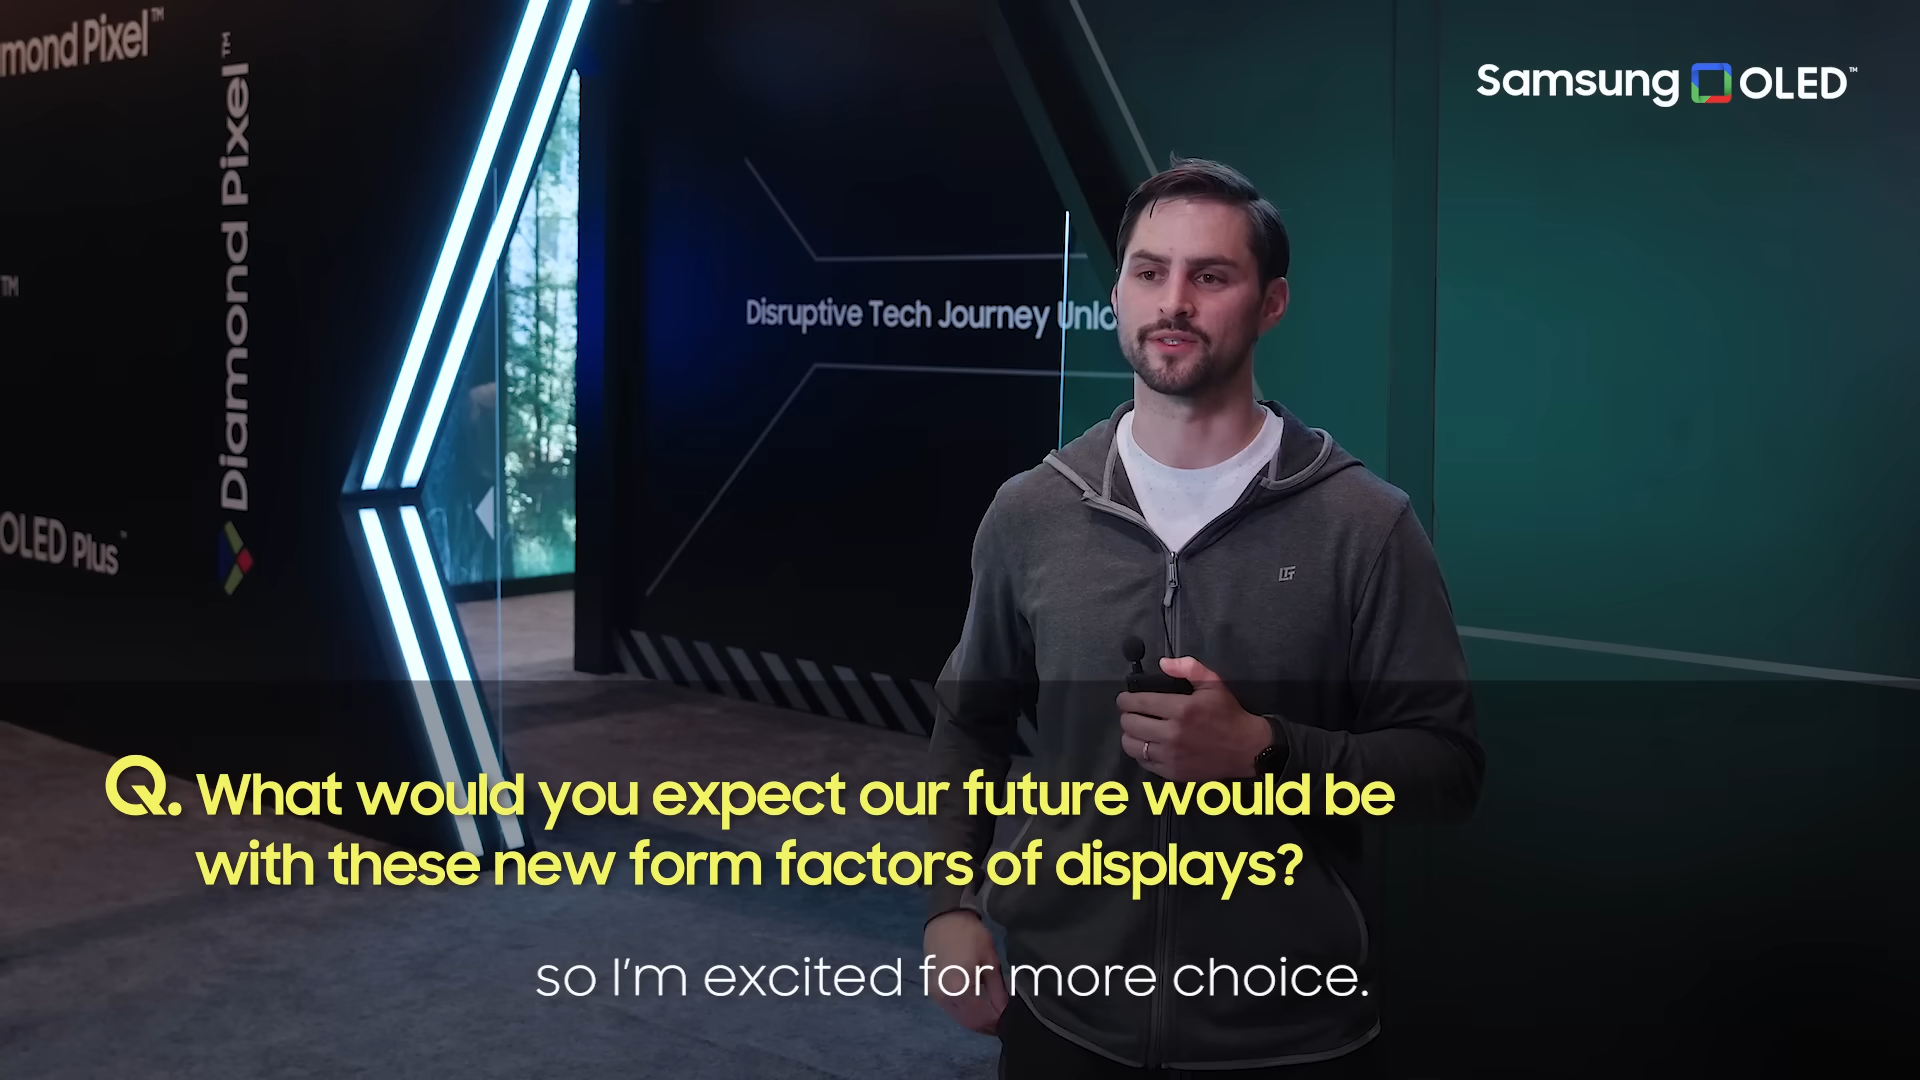 mond Pixel™
Diamond Pixel™
Samsung OLED™
TM
Disruptive Tech Journey Unlo
OLED Plus™
Q. What would you expect our future would be
with these new form factors of displays?
so I'm excited for more choice.